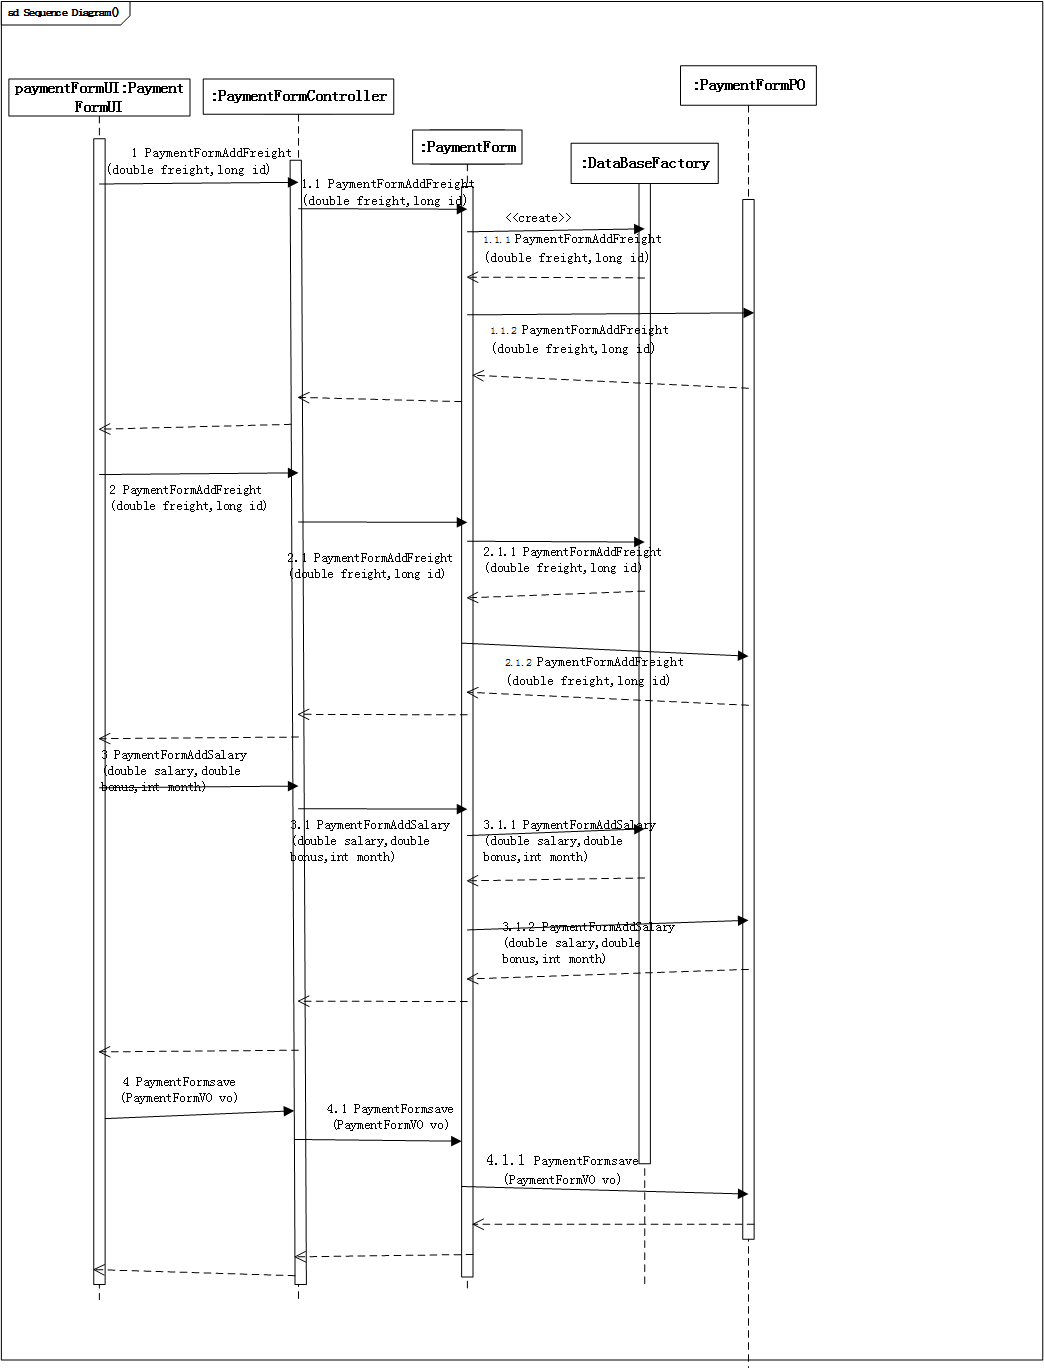 sd Sequence Diagram()
paymentFormUI:Payment
FormUI
:PaymentFormController
:PaymentForm
:DataBaseFactory
:PaymentFormPO
1 PaymentFormAddFreight
(double freight,long id)
1.1 PaymentFormAddFreight
(double freight,long id)
<<create>>
1.1.1 PaymentFormAddFreight
(double freight,long id)
1.1.2 PaymentFormAddFreight
(double freight,long id)
2 PaymentFormAddFreight
(double freight,long id)
2.1 PaymentFormAddFreight
(double freight,long id)
2.1.1 PaymentFormAddFreight
(double freight,long id)
2.1.2 PaymentFormAddFreight
(double freight,long id)
3 PaymentFormAddSalary
(double salary,double
bonus,int month)
3.1 PaymentFormAddSalary
(double salary,double
bonus,int month)
3.1.1 PaymentFormAddSalary
(double salary,double
bonus,int month)
3.1.2 PaymentFormAddSalary
(double salary,double
bonus,int month)
4 PaymentFormsave
(PaymentFormVO vo)
4.1 PaymentFormsave
(PaymentFormVO vo)
4.1.1 PaymentFormsave
(PaymentFormVO vo)